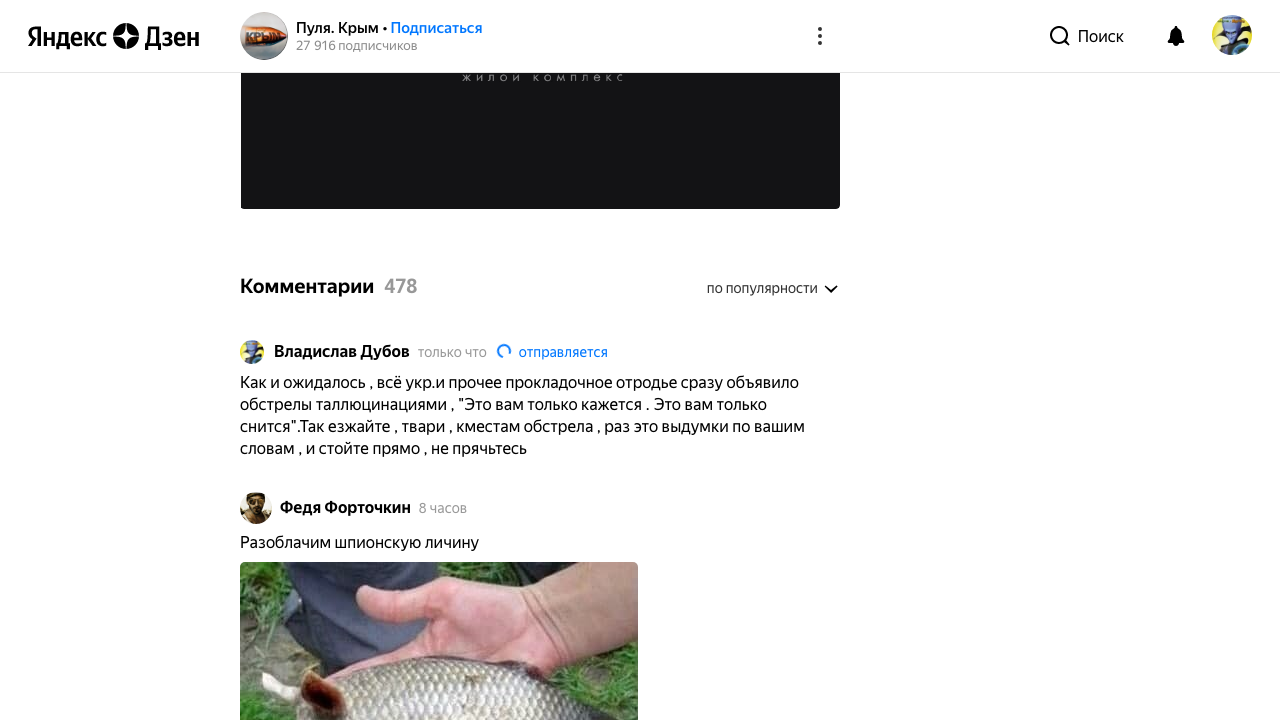 Яндекс Дзен
Пуля. Крым • Подписаться
27 916 подписчиков
Поиск
КРЫМ
жилой комплекс
Комментарии 478
по популярности
Владислав Дубов только что отправляется
Как и ожидалось , всё укр.и прочее прокладочное отродье сразу объявило
обстрелы таллюцинациями , "Это вам только кажется . Это вам только
снится".Так езжайте , твари , кместам обстрела , раз это выдумки по вашим
словам , и стойте прямо , не прячьтесь
Федя Форточкин 8 часов
Разоблачим шпионскую личину